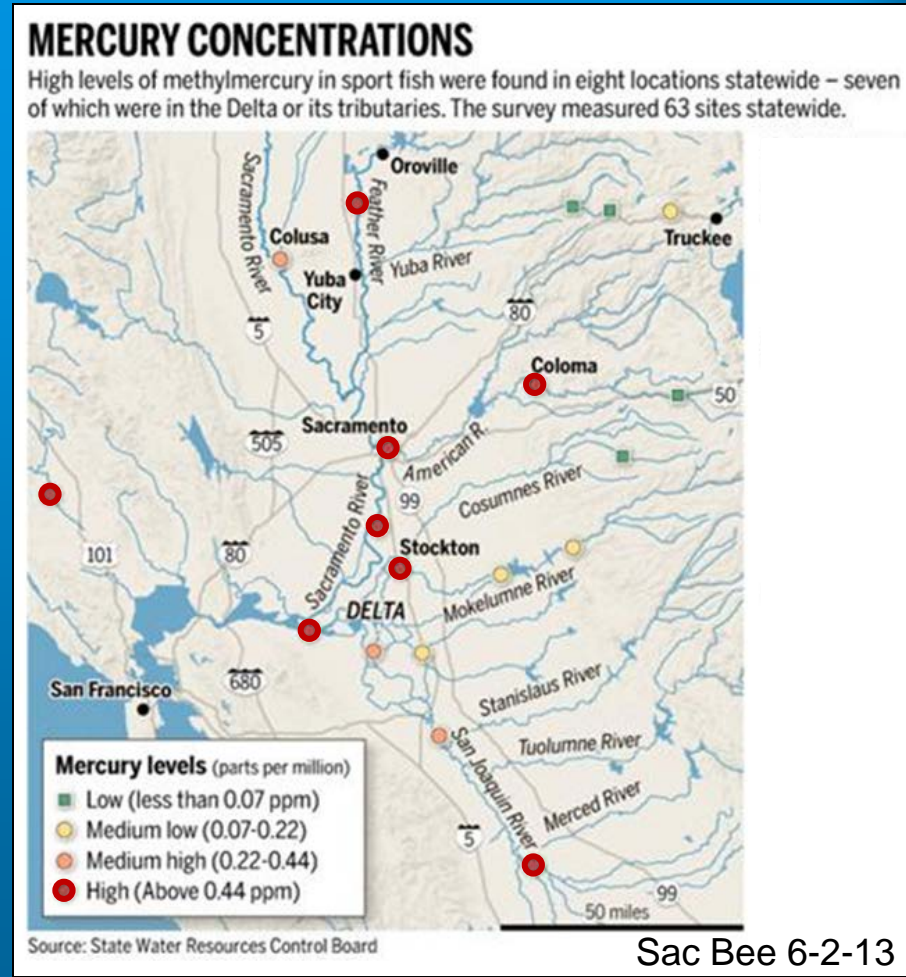 MERCURY CONCENTRATIONS
High levels of methylmercury in sport fish were found in eight locations statewide – seven
of which were in the Delta or its tributaries. The survey measured 63 sites statewide.
Oroville
Sacramento River
Feather River
Truckee
Colusa
Yuba River
Yuba
City
5
80
Coloma
50
Sacramento
505
American R.
99
Cosumnes River
Sacramento River
101
80
Stockton
Mokelumne River
DELTA
680
San Francisco
Stanislaus River
San Joaquin River
Tuolumne River
Merced River
5
99
50 miles
Mercury levels (parts per million)
Low (less than 0.07 ppm)
Medium low (0.07-0.22)
Medium high (0.22-0.44)
High (Above 0.44 ppm)
Source: State Water Resources Control Board
Sac Bee 6-2-13